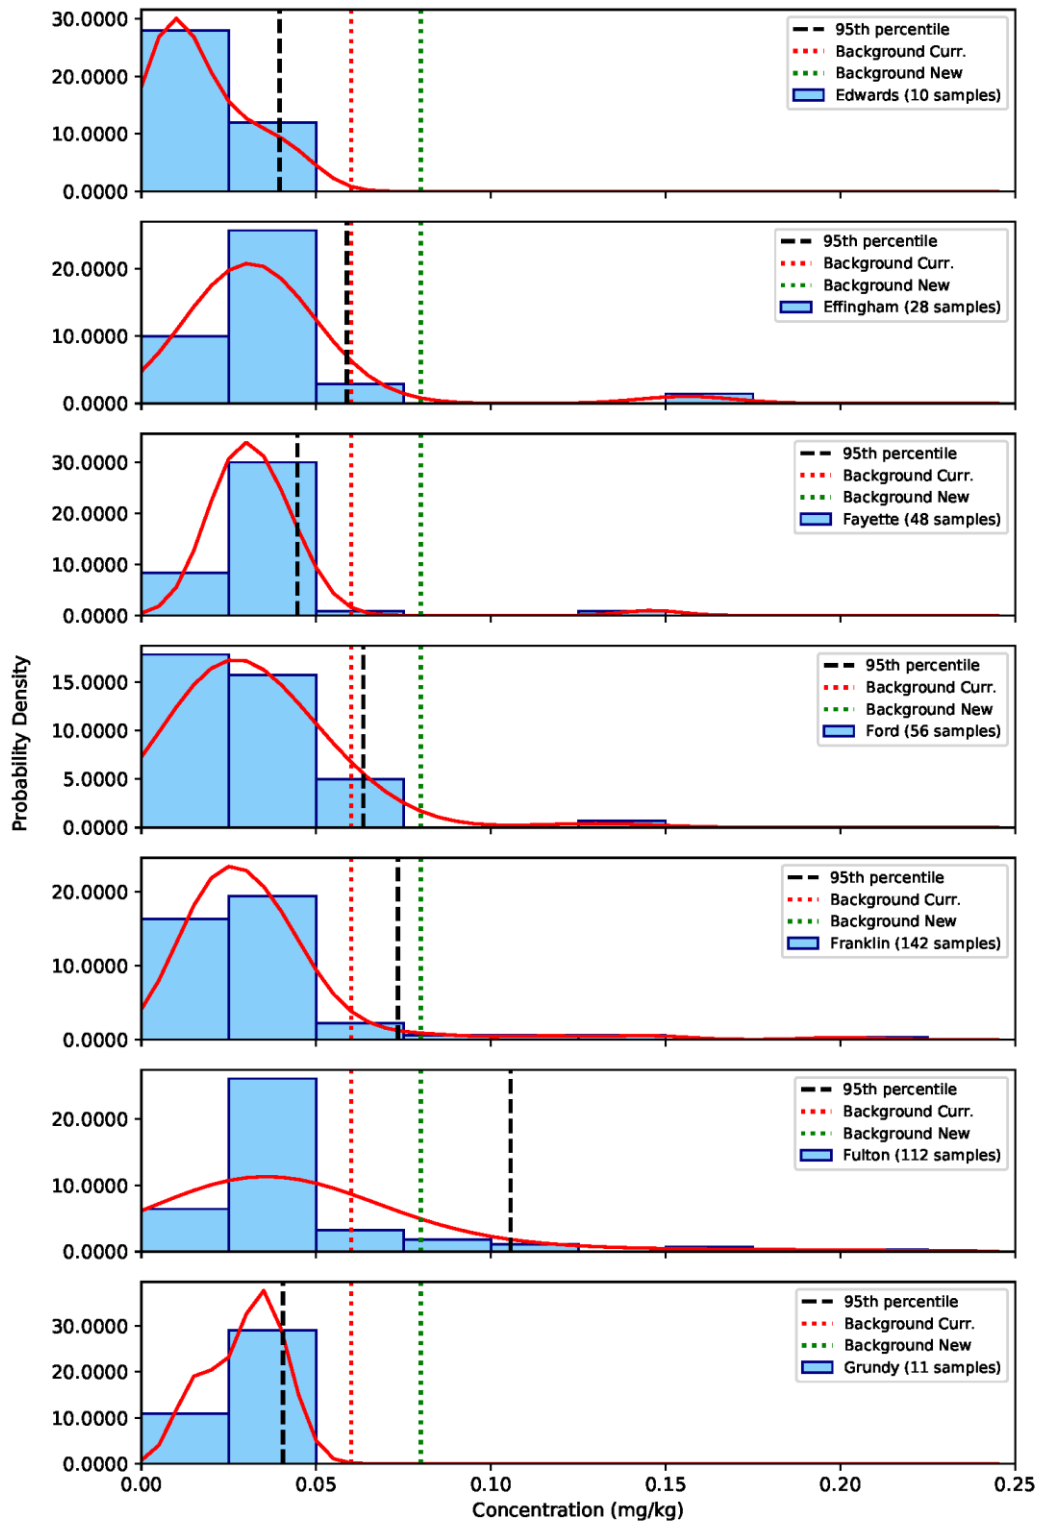 30.0000
20.0000
10.0000
0.0000
95th percentile
Background Curr.
Background New
Edwards (10 samples)
20.0000
10.0000
0.0000
95th percentile
Background Curr.
Background New
Effingham (28 samples)
30.0000
20.0000
10.0000
0.0000
95th percentile
Background Curr.
Background New
Fayette (48 samples)
Probability Density
15.0000
10.0000
5.0000
0.0000
95th percentile
Background Curr.
Background New
Ford (56 samples)
20.0000
10.0000
0.0000
95th percentile
Background Curr.
Background New
Franklin (142 samples)
20.0000
10.0000
0.0000
95th percentile
Background Curr.
Background New
Fulton (112 samples)
30.0000
20.0000
10.0000
0.0000
95th percentile
Background Curr.
Background New
Grundy (11 samples)
0.00 0.05 0.10 0.15 0.20 0.25
Concentration (mg/kg)